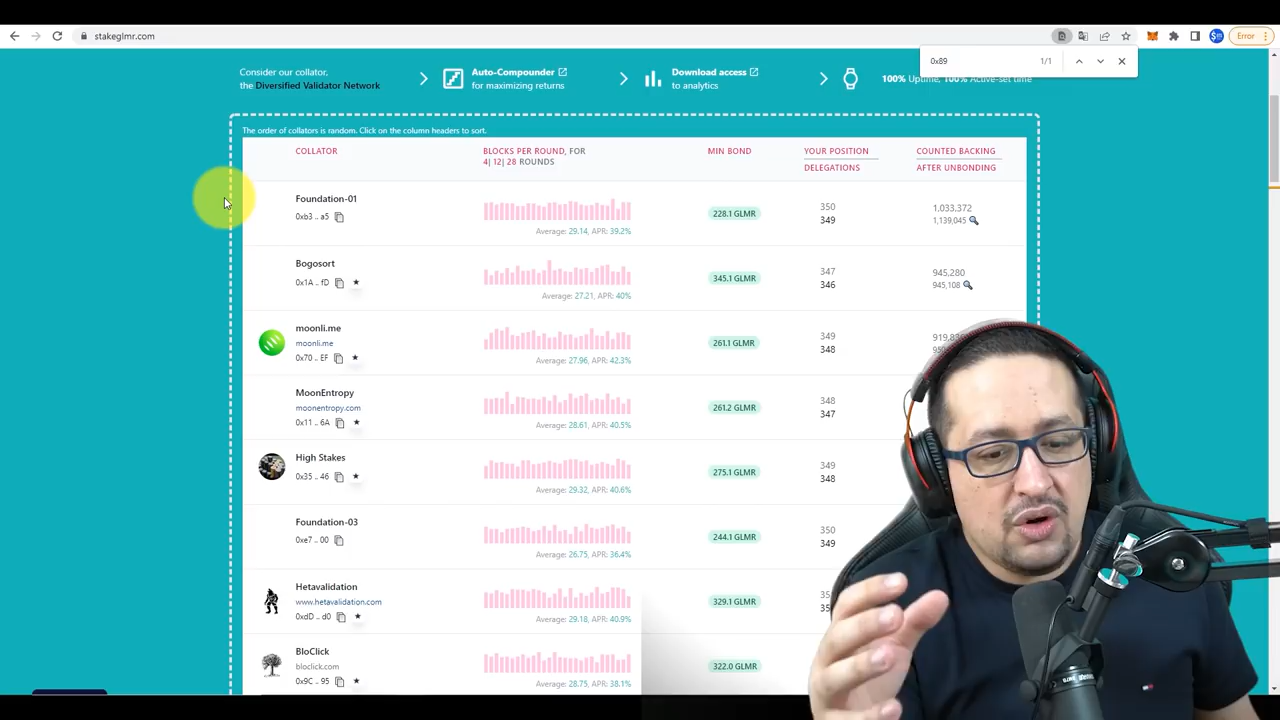 stakeglmr.com
Error
0x89 1/1
Consider our collator.
the Diversified Validator Network
Auto-Compounder
for maximizing returns
Download access
to analytics
100% Uptime, 100% Active-set time
The order of collators is random. Click on the column headers to sort.
COLLATOR
BLOCKS PER ROUND, FOR
4| 12| 28 ROUNDS
MIN BOND
YOUR POSITION
DELEGATIONS
COUNTED BACKING
AFTER UNBONDING
Foundation-01
0xb3 .. a5
Average: 29.14, APR: 39.2%
228.1 GLMR
350
349
1,033,372
1,139,045
Bogosort
0x1A .. fD
Average: 27.21, APR: 40%
345.1 GLMR
347
346
945,280
945,108
moonli.me
moonli.me
0x70 .. EF
Average: 27.96, APR: 42.3%
261.1 GLMR
349
348
MoonEntropy
moonentropy.com
0x11 .. 6A
Average: 28.61, APR: 40.5%
261.2 GLMR
348
347
High Stakes
0x35 .. 46
Average: 29.32, APR: 40.6%
275.1 GLMR
349
348
Foundation-03
0xe7 .. 00
Average: 26.75, APR: 36.4%
244.1 GLMR
350
349
Hetavalidation
www.hetavalidation.com
0xdD .. d0
Average: 29.18, APR: 40.9%
329.1 GLMR
BloClick
bloclick.com
0x9C .. 95
Average: 28.75, APR: 38.1%
322.0 GLMR